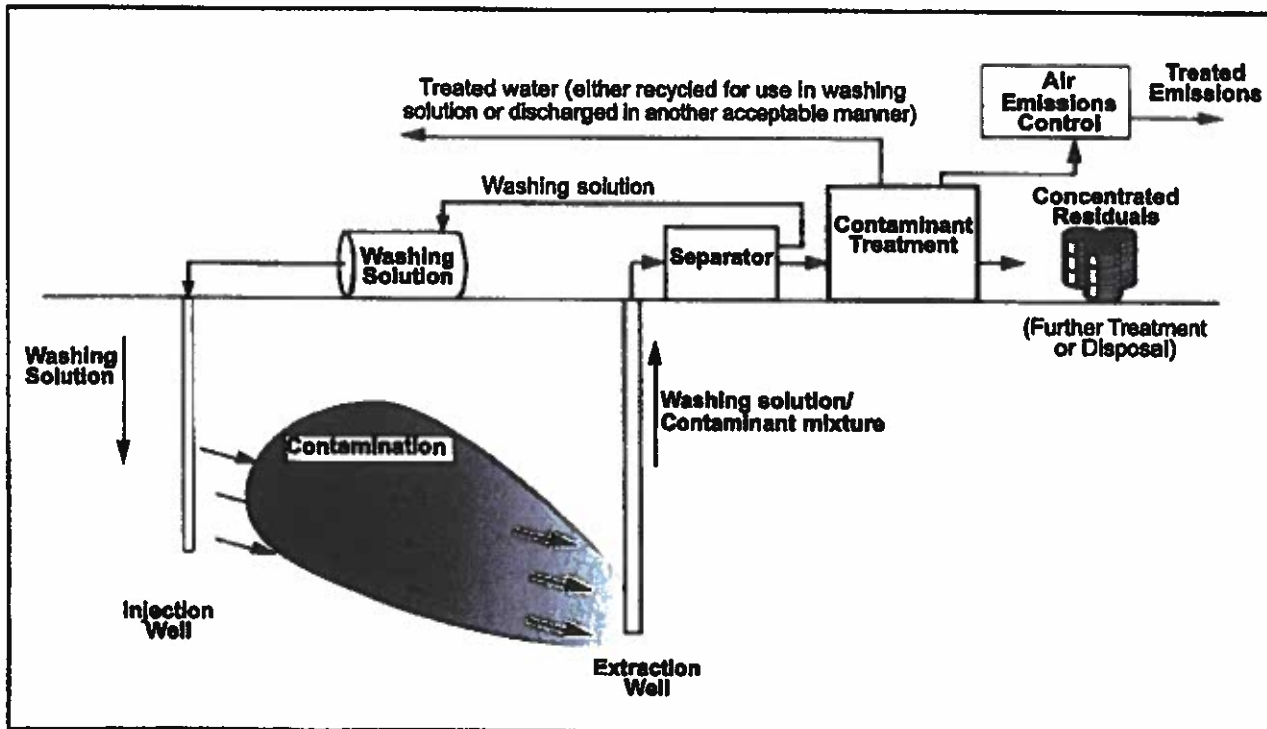 Treated water (either recycled for use in washing
solution or discharged in another acceptable manner)
Air
Emissions
Control
Treated
Emissions
Washing solution
Concentrated
Residuals
Washing
Solution
Separator
Contaminant
Treatment
(Further Treatment
or Disposal)
Washing
Solution
Washing solution/
Contaminant mixture
Contamination
Injection
Well
Extraction
Well